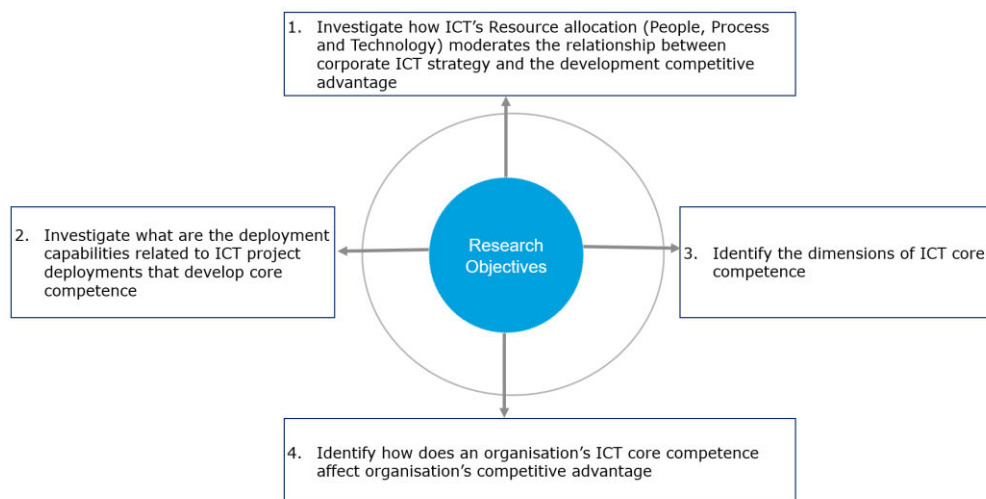 1. Investigate how ICT's Resource allocation (People, Process
and Technology) moderates the relationship between
corporate ICT strategy and the development competitive
advantage
2. Investigate what are the deployment
capabilities related to ICT project
deployments that develop core
competence
Research
Objectives
3. Identify the dimensions of ICT core
competence
4. Identify how does an organisation's ICT core competence
affect organisation's competitive advantage